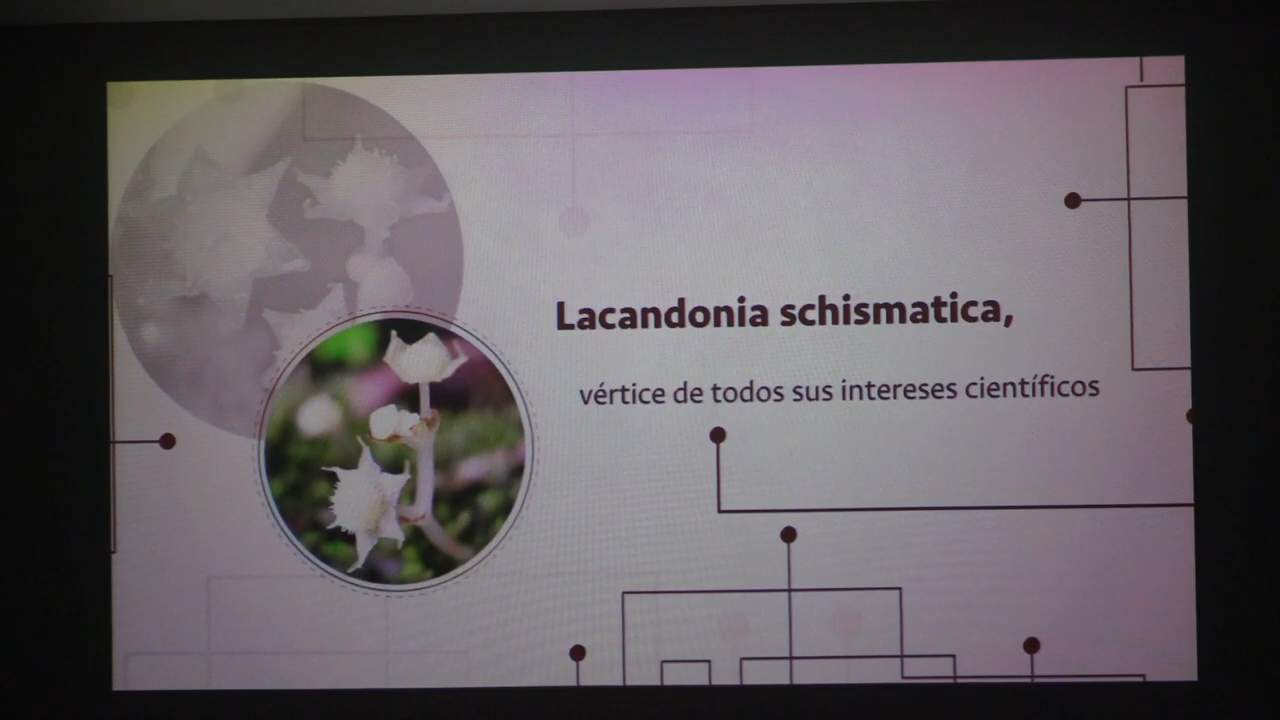 Lacandonia schismatica,
vértice de todos sus intereses científicos